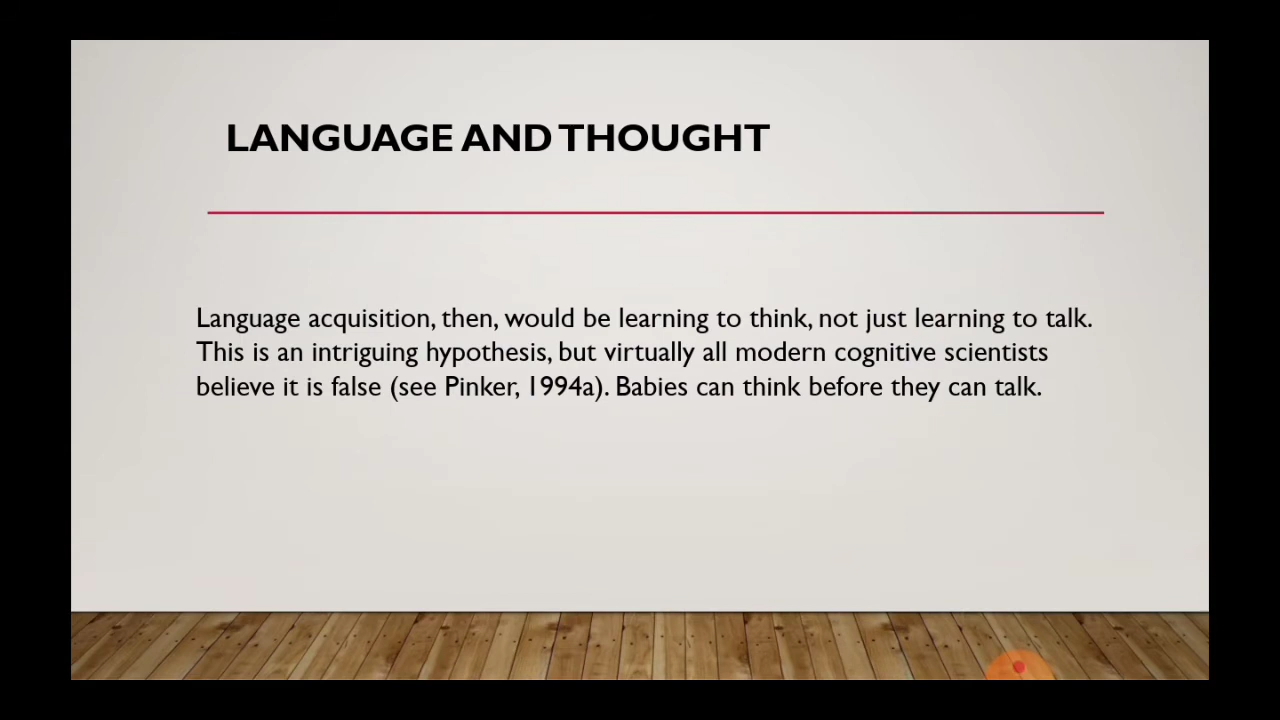 LANGUAGE AND THOUGHT
Language acquisition, then, would be learning to think, not just learning to talk.
This is an intriguing hypothesis, but virtually all modern cognitive scientists
believe it is false (see Pinker, 1994a). Babies can think before they can talk.